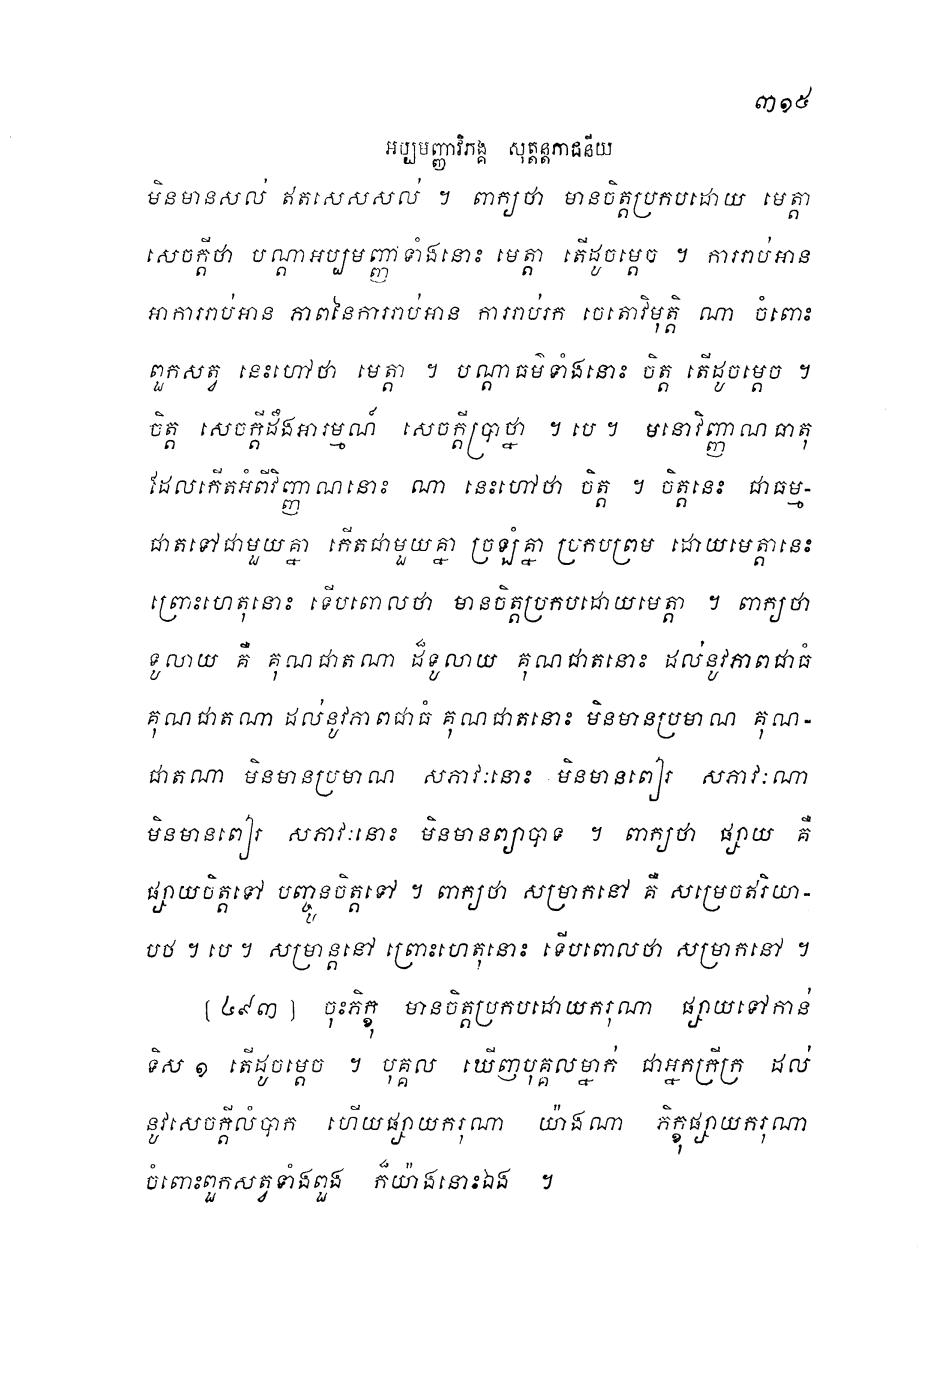 ៣១៥
អប្បមញ្ញាវិភង្គ សុត្តន្តភាជនីយ
មិនមានសល់ ឥតសេសសល់ ។ ពាក្យថា មានចិត្តប្រកបដោយ មេត្តា
សេចក្តីថា បណ្តាអប្បមញ្ញាទាំងនោះ មេត្តា តើដូចម្តេច ។ ការរាប់អាន
អាការរាប់អាន ភាពនៃការរាប់អាន ការរាប់រក ចេតោវិមុត្តិ ណា ចំពោះ
ពួកសត្វ នេះហៅថា មេត្តា ។ បណ្តាធម៌ទាំងនោះ ចិត្ត តើដូចម្តេច ។
ចិត្ត សេចក្តីដឹងអារម្មណ៍ សេចក្តីប្រាថ្នា ។ បេ ។ មនោវិញ្ញាណធាតុ
ដែលកើតអំពីវិញ្ញាណនោះ ណា នេះហៅថា ចិត្ត ។ ចិត្តនេះ ជាធម្ម-
ជាតទៅជាមួយគ្នា កើតជាមួយគ្នា ច្រឡំគ្នា ប្រកបព្រម ដោយមេត្តានេះ
ព្រោះហេតុនោះ ទើបពោលថា មានចិត្តប្រកបដោយមេត្តា ។ ពាក្យថា
ទូលាយ គឺ គុណជាតណា ដ៏ទូលាយ គុណជាតនោះ ដល់នូវភាពជាធំ
គុណជាតណា ដល់នូវភាពជាធំ គុណជាតនោះ មិនមានប្រមាណ គុណ-
ជាតណា មិនមានប្រមាណ សភាវៈនោះ មិនមានពៀរ សភាវៈណា
មិនមានពៀរ សភាវៈនោះ មិនមានព្យាបាទ ។ ពាក្យថា ផ្សាយ គឺ
ផ្សាយចិត្តទៅ បញ្ចូនចិត្តទៅ ។ ពាក្យថា សម្រាកនៅ គឺ សម្រេចឥរិយា-
បថ ។ បេ ។ សម្រាន្តនៅ ព្រោះហេតុនោះ ទើបពោលថា សម្រាកនៅ ។
[ ៤៩៣ ] ចុះភិក្ខុ មានចិត្តប្រកបដោយករុណា ផ្សាយទៅកាន់
ទិស ១ តើដូចម្តេច ។ បុគ្គល ឃើញបុគ្គលម្នាក់ ជាអ្នកក្រីក្រ ដល់
នូវសេចក្តីលំបាក ហើយផ្សាយករុណា យ៉ាងណា ភិក្ខុផ្សាយករុណា
ចំពោះពួកសត្វទាំងពួង ក៏យ៉ាងនោះឯង ។